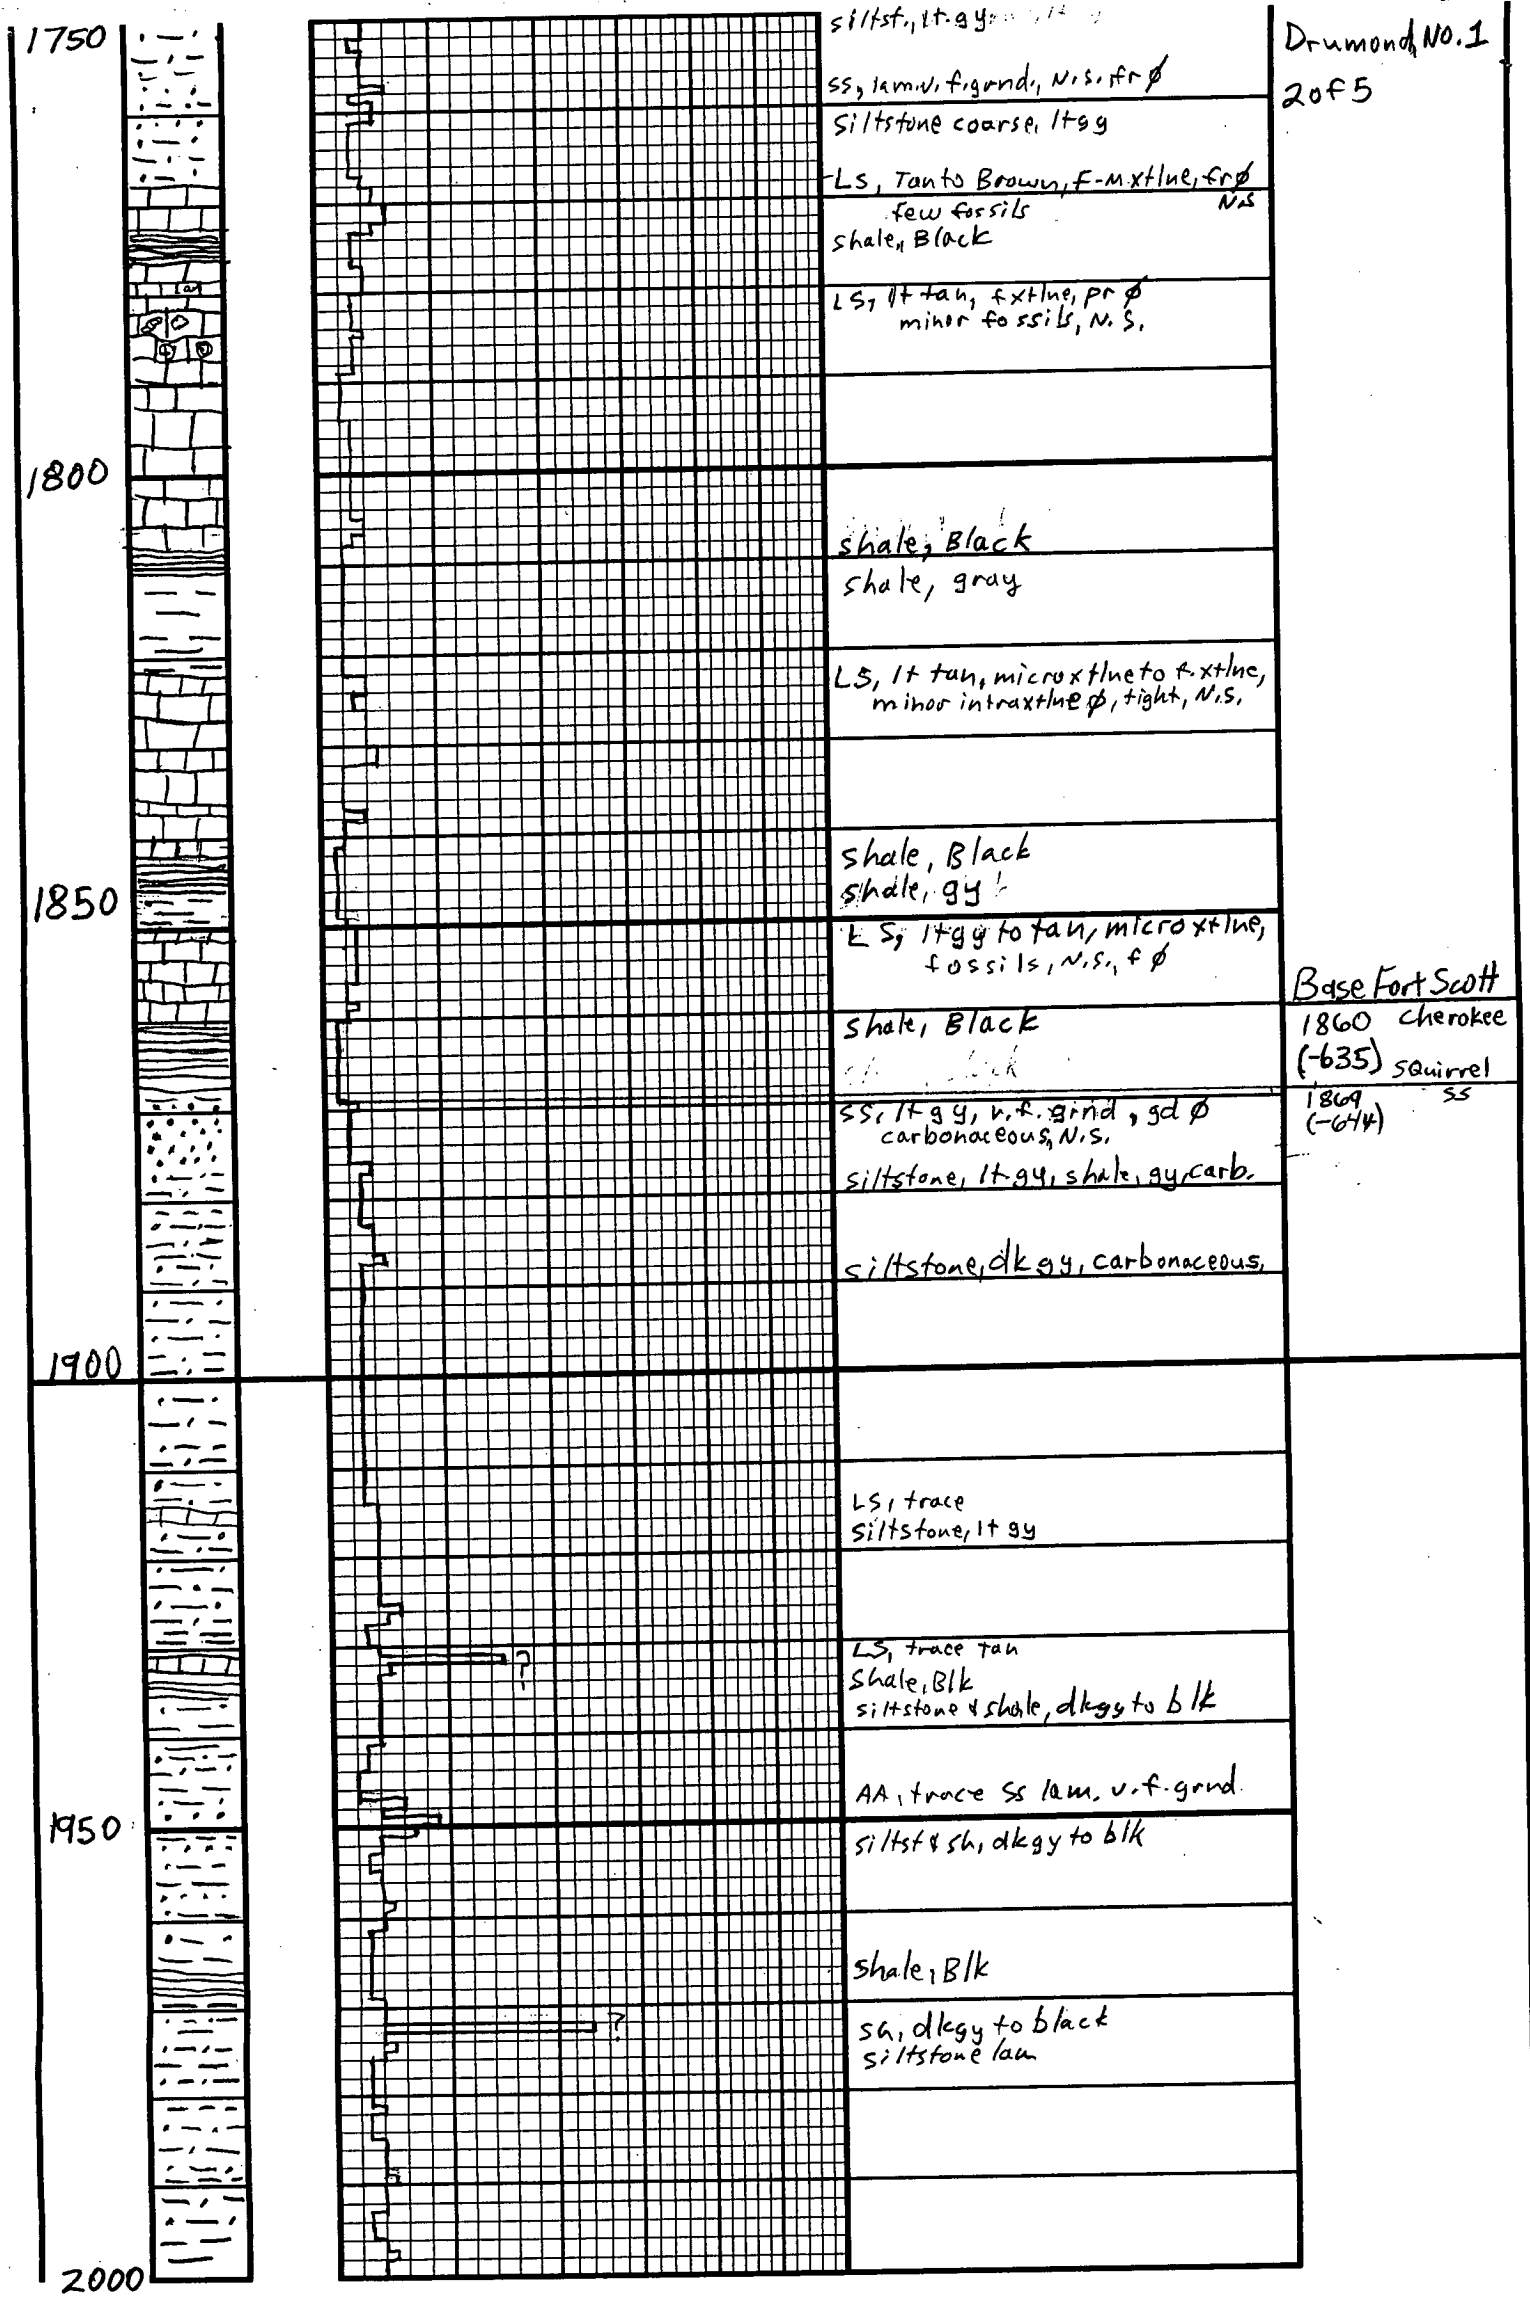 1750
siltst., lt. gy
Drumond, No. 1
2 of 5
ss, lam. v. f. grnd., N.S. fr ø
Siltstone coarse, lt gy
LS, Tan to Brown, F-M xtlne, fr ø
few fossils N.S
shale, Black
LS, lt tan, f xtlne, pr ø
minor fossils, N.S.
1800
shale, Black
shale, gray
LS, lt tan, microxtlne to f. xtlne,
minor intraxtlne ø, tight, N.S.
shale, Black
shale, gy
1850
LS, lt gy to tan, microxtlne,
fossils, N.S., f ø
Base Fort Scott
shale, Black
1860 Cherokee
(-635) Squirrel
ss
1869
(-644)
ss, lt gy, v.f. grnd, gd ø
carbonaceous, N.S.
siltstone, lt gy, shale, gy, carb.
siltstone, dk gy, carbonaceous,
1900
LS, trace
siltstone, lt gy
?
LS, trace tan
Shale, Blk
siltstone & shale, dkgy to blk
AA, trace ss lam. v.f. grnd.
1950
siltst & sh, dkgy to blk
shale, Blk
?
sh, dkgy to black
siltstone lam
2000